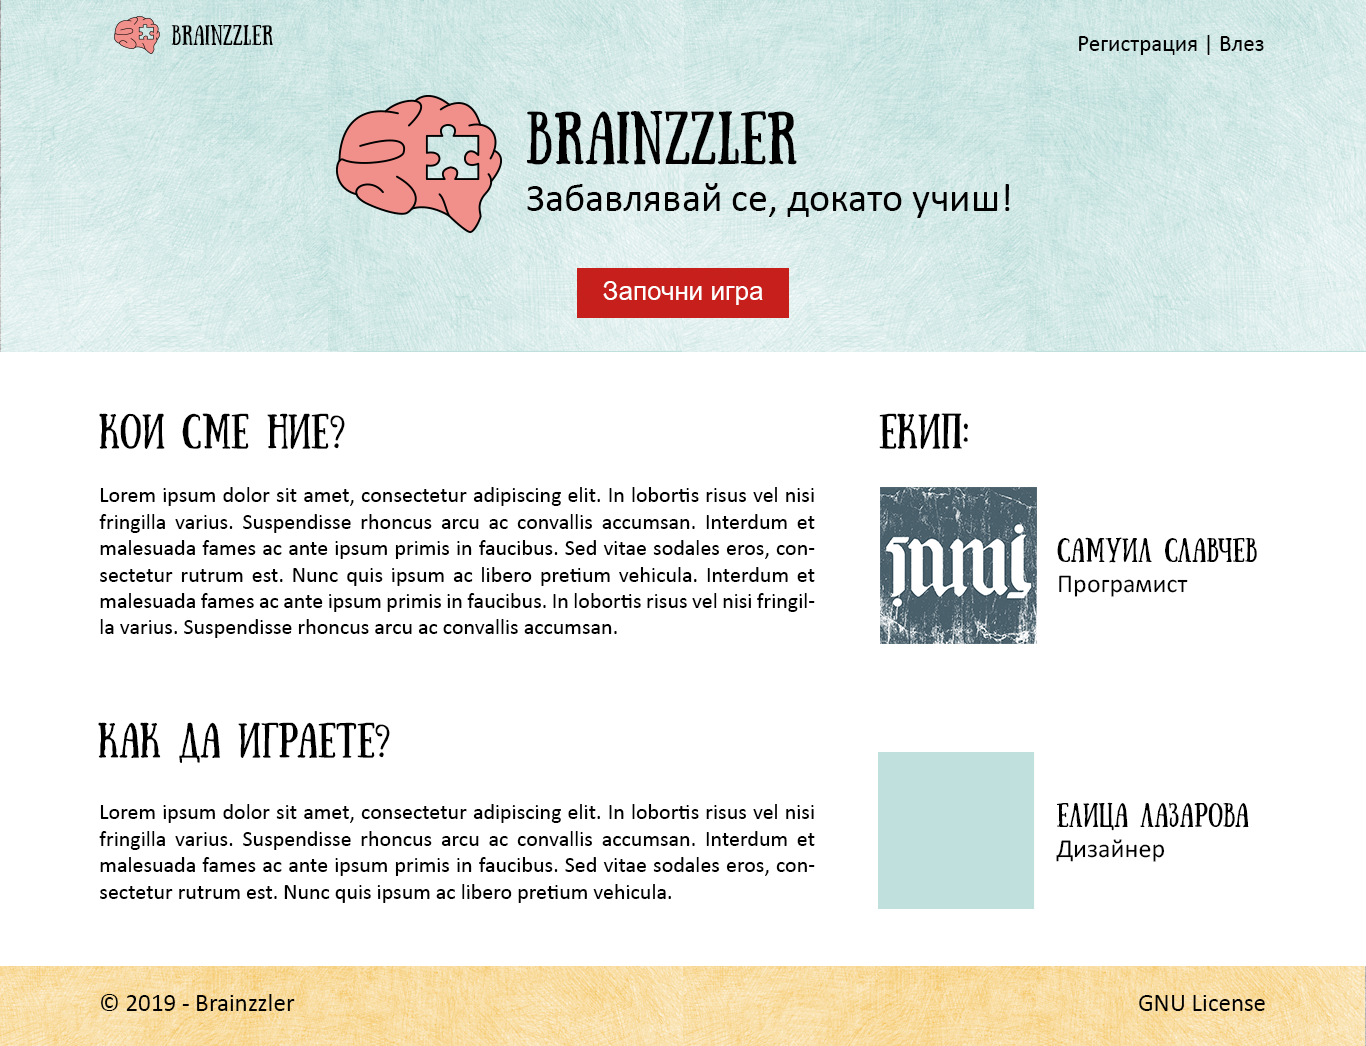 BRAINZZLER
Регистрация | Влез
BRAINZZLER
Забавлявай се, докато учиш!
Започни игра
КОИ СМЕ НИЕ?
Lorem ipsum dolor sit amet, consectetur adipiscing elit. In lobortis risus vel nisi
fringilla varius. Suspendisse rhoncus arcu ac convallis accumsan. Interdum et
malesuada fames ac ante ipsum primis in faucibus. Sed vitae sodales eros, con-
sectetur rutrum est. Nunc quis ipsum ac libero pretium vehicula. Interdum et
malesuada fames ac ante ipsum primis in faucibus. In lobortis risus vel nisi fringil-
la varius. Suspendisse rhoncus arcu ac convallis accumsan.
КАК ДА ИГРАЕТЕ?
Lorem ipsum dolor sit amet, consectetur adipiscing elit. In lobortis risus vel nisi
fringilla varius. Suspendisse rhoncus arcu ac convallis accumsan. Interdum et
malesuada fames ac ante ipsum primis in faucibus. Sed vitae sodales eros, con-
sectetur rutrum est. Nunc quis ipsum ac libero pretium vehicula.
ЕКИП:
САМУИЛ СЛАВЧЕВ
Програмист
ЕЛИЦА ЛАЗАРОВА
Дизайнер
© 2019 - Brainzzler
GNU License